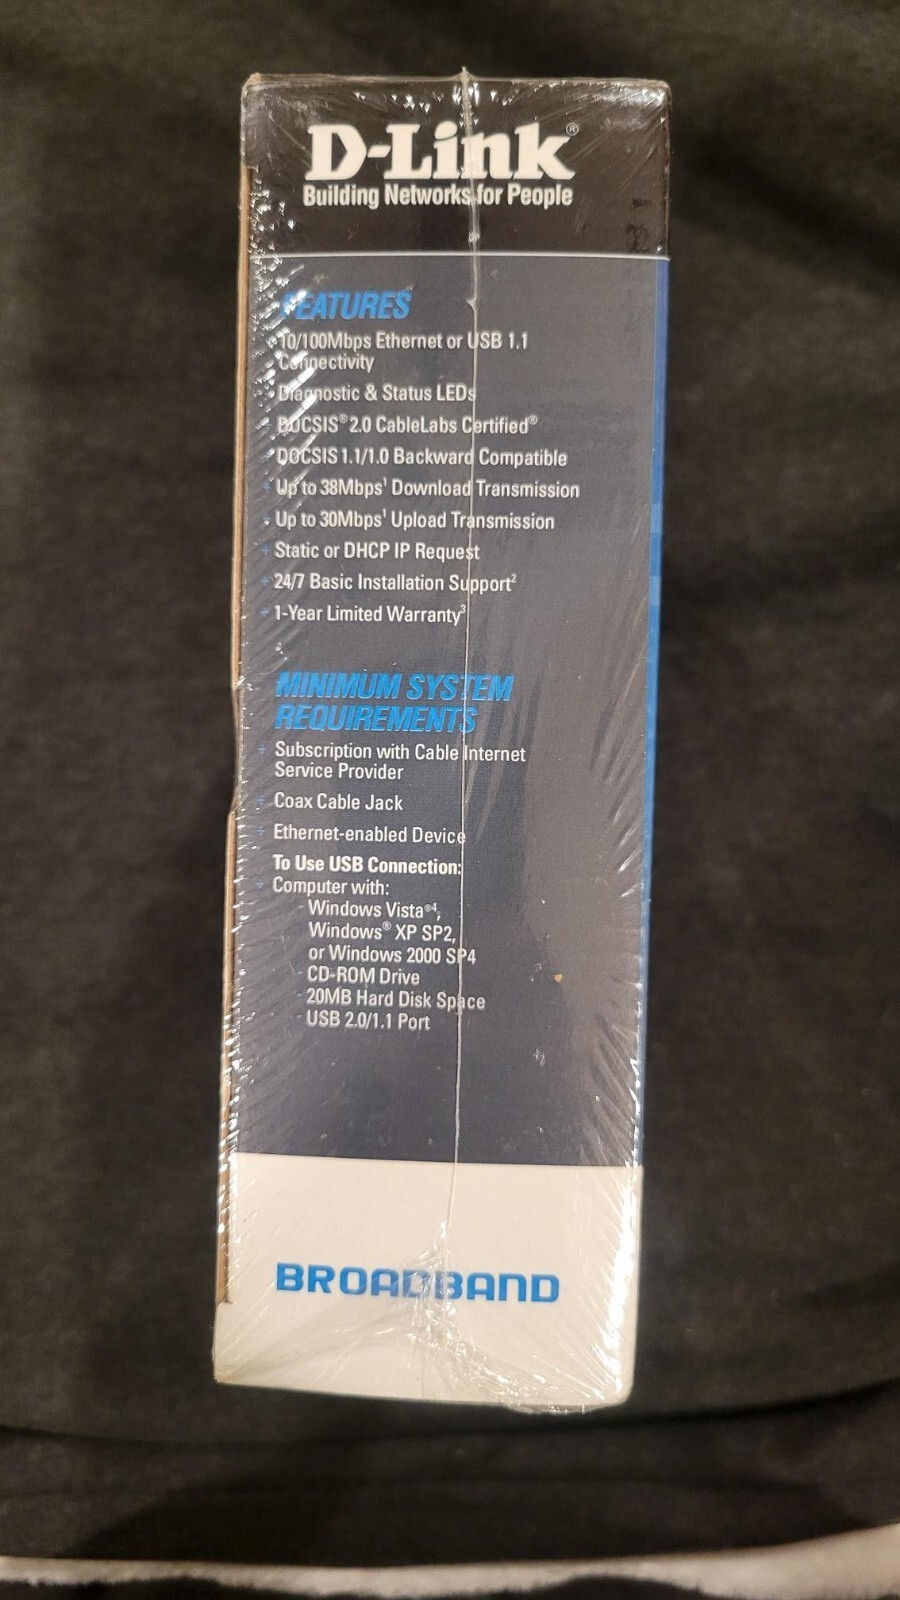 D-Link®
Building Networks for People
FEATURES
10/100Mbps Ethernet or USB 1.1
Connectivity
Diagnostic & Status LEDs
DOCSIS® 2.0 CableLabs Certified®
DOCSIS 1.1/1.0 Backward Compatible
Up to 38Mbps¹ Download Transmission
Up to 30Mbps¹ Upload Transmission
Static or DHCP IP Request
24/7 Basic Installation Support²
1-Year Limited Warranty³
MINIMUM SYSTEM
REQUIREMENTS
Subscription with Cable Internet
Service Provider
Coax Cable Jack
Ethernet-enabled Device
To Use USB Connection:
Computer with:
Windows Vista®⁴,
Windows® XP SP2,
or Windows 2000 SP4
CD-ROM Drive
20MB Hard Disk Space
USB 2.0/1.1 Port
BROADBAND